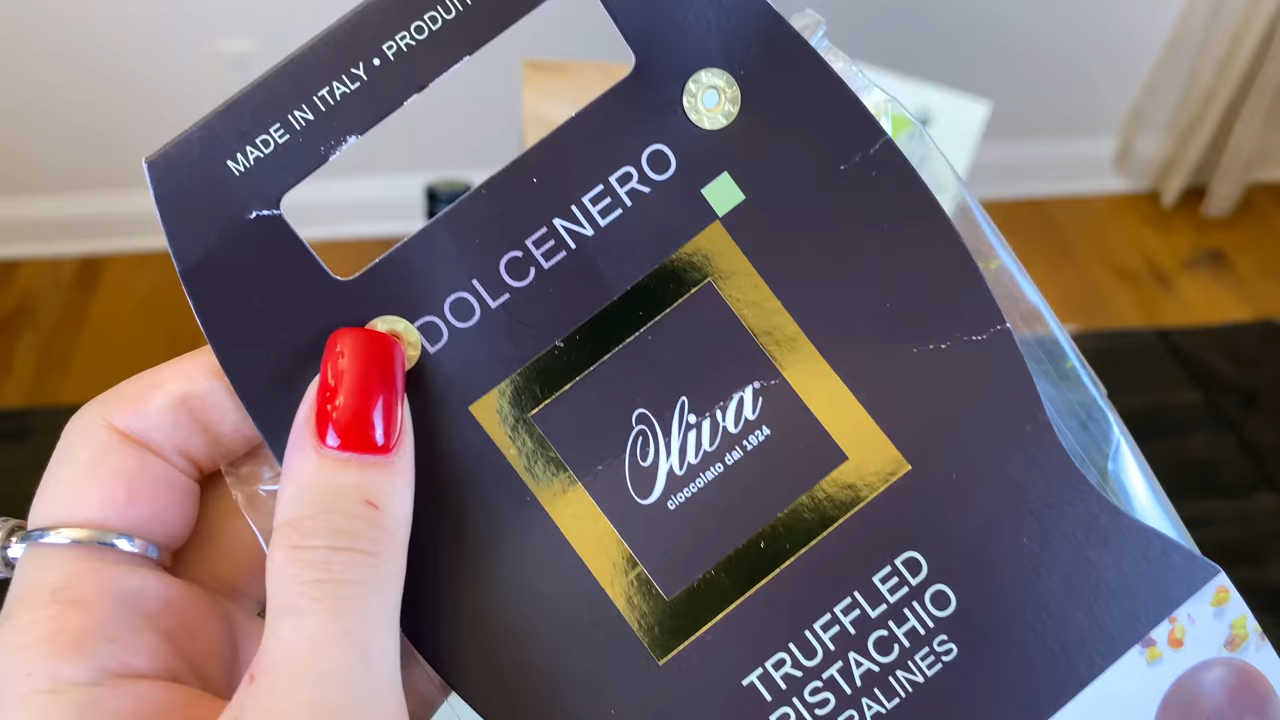 MADE IN ITALY • PRODUIT
DOLCENERO
Oliva®
cioccolato dal 1924
TRUFFLED
PISTACHIO
PRALINES